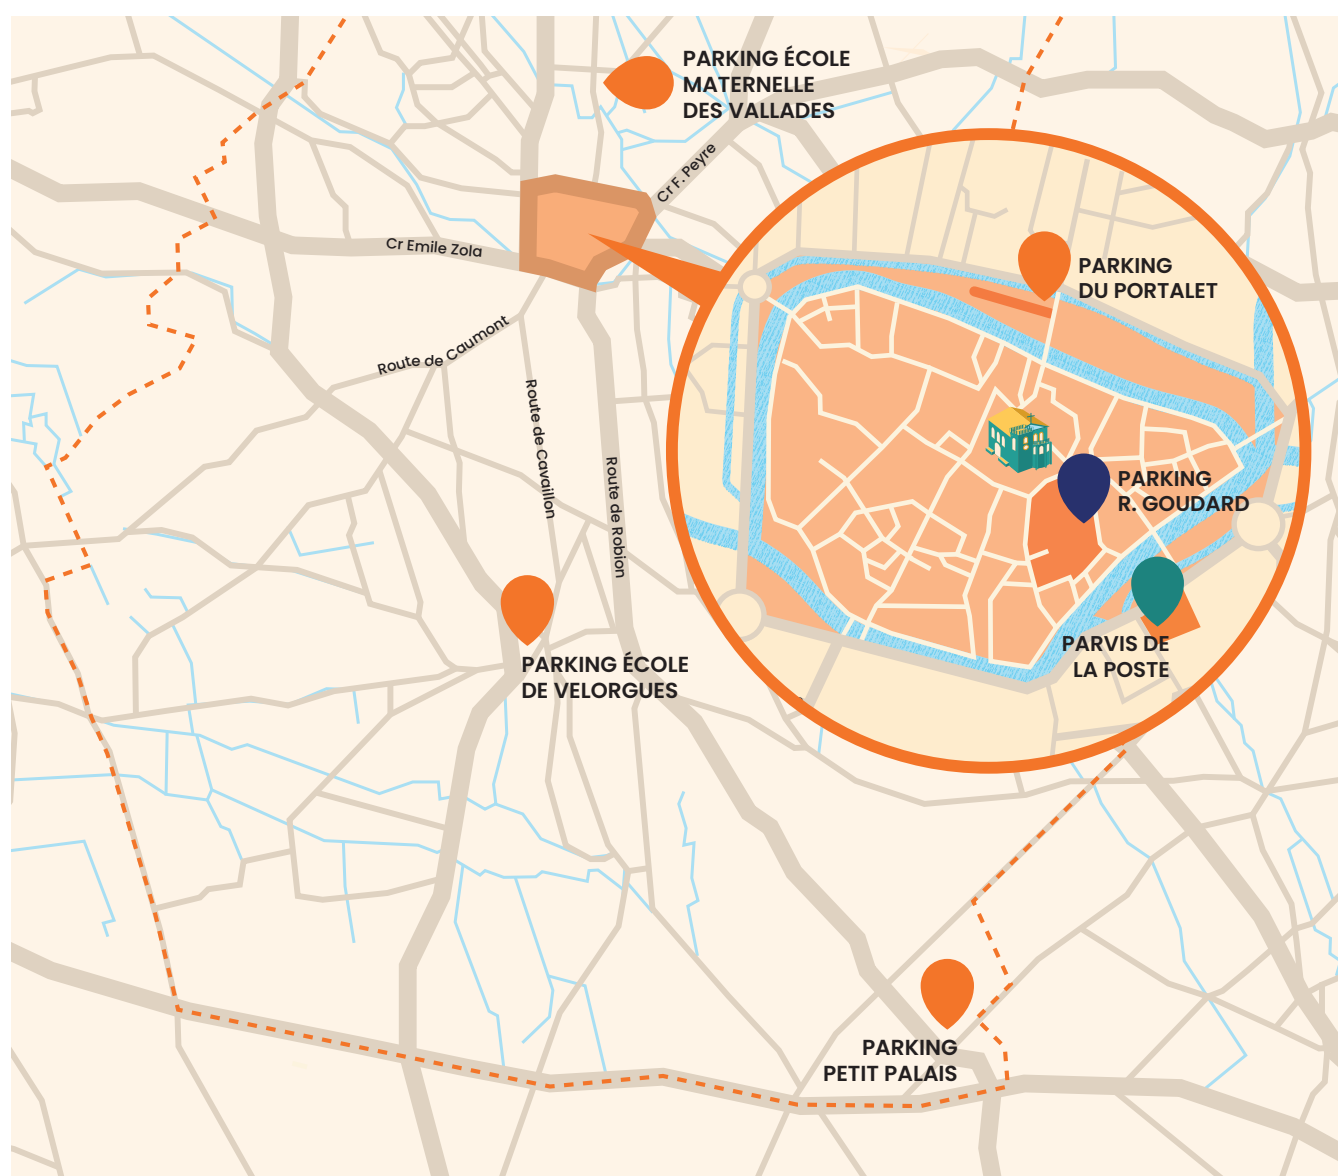 PARKING ÉCOLE
MATERNELLE
DES VALLADES
Cr F. Peyre
Cr Emile Zola
PARKING
DU PORTALET
Route de Caumont
Route de Cavaillon
Route de Robion
PARKING
R. GOUDARD
PARVIS DE
LA POSTE
PARKING ÉCOLE
DE VELORGUES
PARKING
PETIT PALAIS